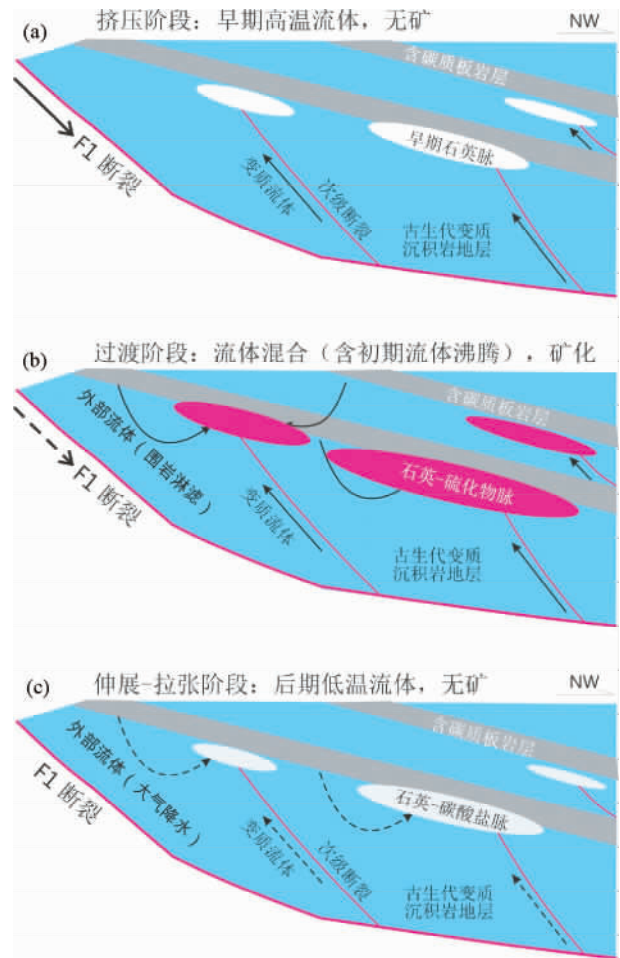 (a) 挤压阶段：早期高温流体，无矿 NW
含碳质板岩层
早期石英脉
F1 断裂
变质流体
次级断裂
古生代变质
沉积岩地层
(b) 过渡阶段：流体混合（含初期流体沸腾），矿化
含碳质板岩层
外部流体（围岩淋滤）
石英-硫化物脉
F1 断裂
变质流体
古生代变质
沉积岩地层
(c) 伸展-拉张阶段：后期低温流体，无矿 NW
含碳质板岩层
外部流体（大气降水）
石英-碳酸盐脉
F1 断裂
变质流体
次级断裂
古生代变质
沉积岩地层